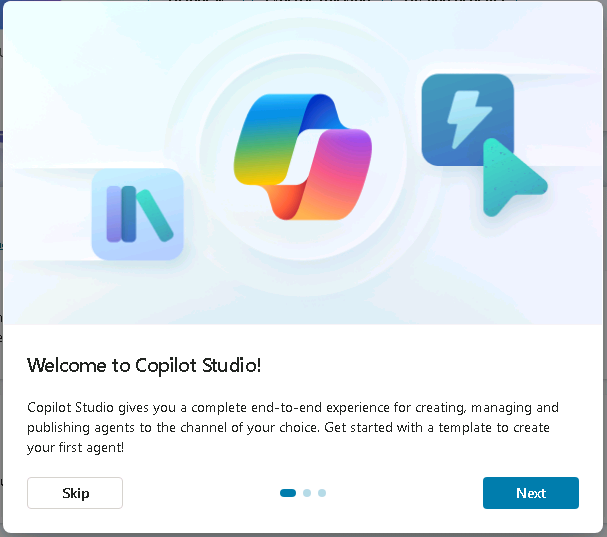 Welcome to Copilot Studio!
Copilot Studio gives you a complete end-to-end experience for creating, managing and
publishing agents to the channel of your choice. Get started with a template to create
your first agent!
Skip
Next